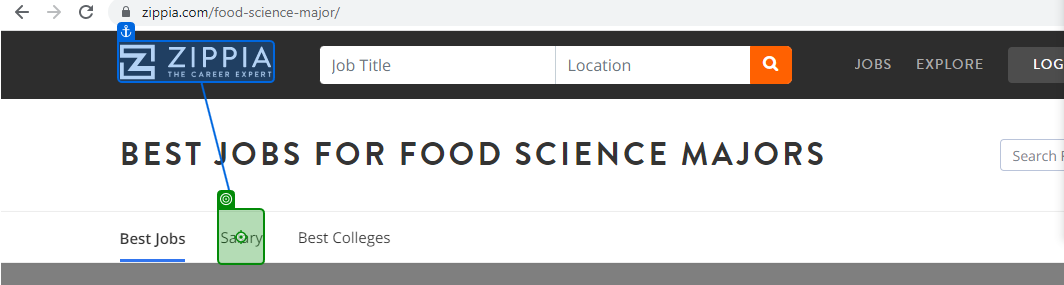 zippia.com/food-science-major/
ZIPPIA
THE CAREER EXPERT
Job Title
Location
JOBS
EXPLORE
LOG
BEST JOBS FOR FOOD SCIENCE MAJORS
Search
Best Jobs
Salary
Best Colleges